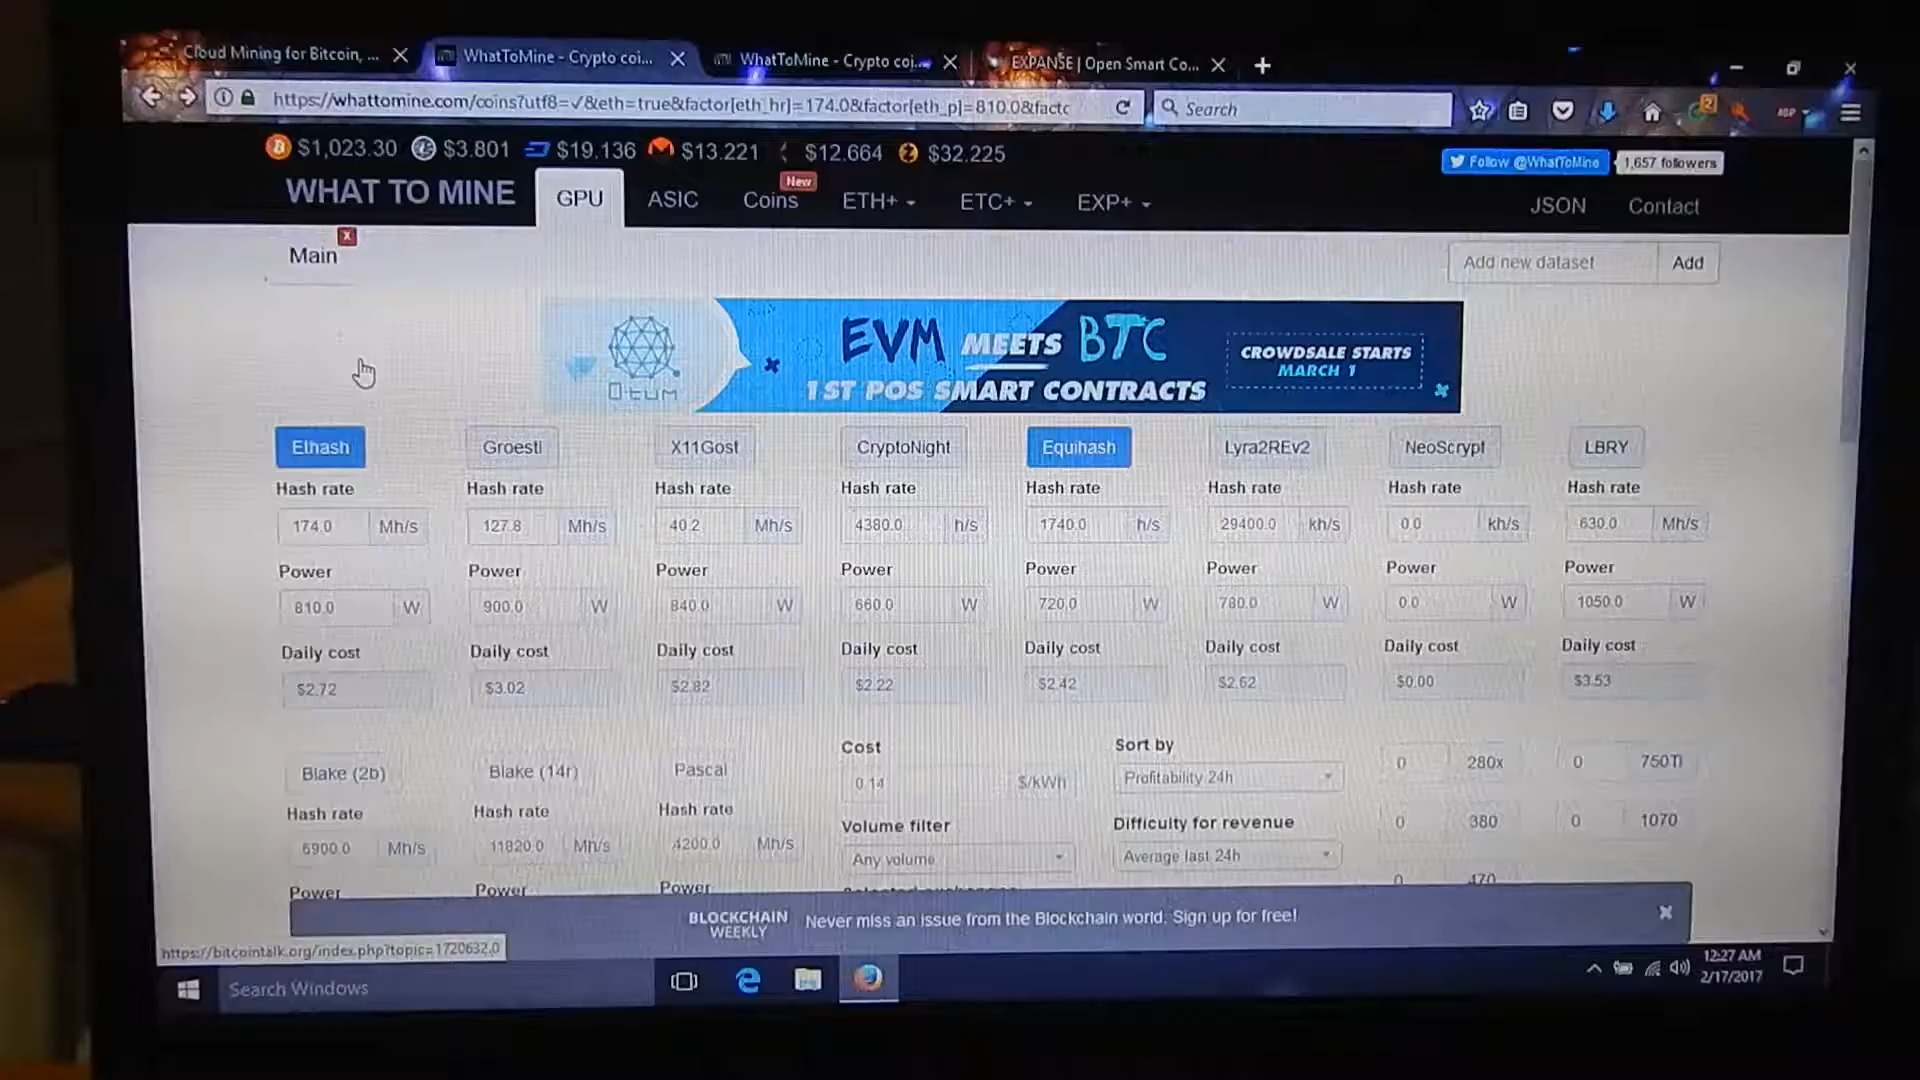 Cloud Mining for Bitcoin, ...
WhatToMine - Crypto coi...
WhatToMine - Crypto coi...
EXPANSE | Open Smart Co...
https://whattomine.com/coins?utf8=✓&eth=true&factor[eth_hr]=174.0&factor[eth_p]=810.0&factc
Search
2
ABP
$1,023.30 $3.801 $19.136 $13.221 $12.664 $32.225
Follow @WhatToMine 1,657 followers
WHAT TO MINE
GPU
ASIC
Coins
New
ETH+
ETC+
EXP+
JSON
Contact
Main
x
Add new dataset
Add
EVM MEETS BTC
1ST POS SMART CONTRACTS
CROWDSALE STARTS
MARCH 1
Ethash Groestl X11Gost CryptoNight Equihash Lyra2REv2 NeoScrypt LBRY
Hash rate Hash rate Hash rate Hash rate Hash rate Hash rate Hash rate Hash rate
174.0 Mh/s 127.8 Mh/s 40.2 Mh/s 4380.0 h/s 1740.0 h/s 29400.0 kh/s 0.0 kh/s 630.0 Mh/s
Power Power Power Power Power Power Power Power
810.0 W 900.0 W 840.0 W 660.0 W 720.0 W 780.0 W 0.0 W 1050.0 W
Daily cost Daily cost Daily cost Daily cost Daily cost Daily cost Daily cost Daily cost
$2.72 $3.02 $2.82 $2.22 $2.42 $2.62 $0.00 $3.53
Blake (2b) Blake (14r) Pascal
Hash rate Hash rate Hash rate
6900.0 Mh/s 11820.0 Mh/s 4200.0 Mh/s
Power Power Power
Cost
0.14 $/kWh
Volume filter
Any volume
Sort by
Profitability 24h
Difficulty for revenue
Average last 24h
0 280x 0 750Ti
0 380 0 1070
0 470
BLOCKCHAIN
WEEKLY
Never miss an issue from the Blockchain world. Sign up for free!
https://bitcointalk.org/index.php?topic=1720632.0
Search Windows
12:27 AM
2/17/2017